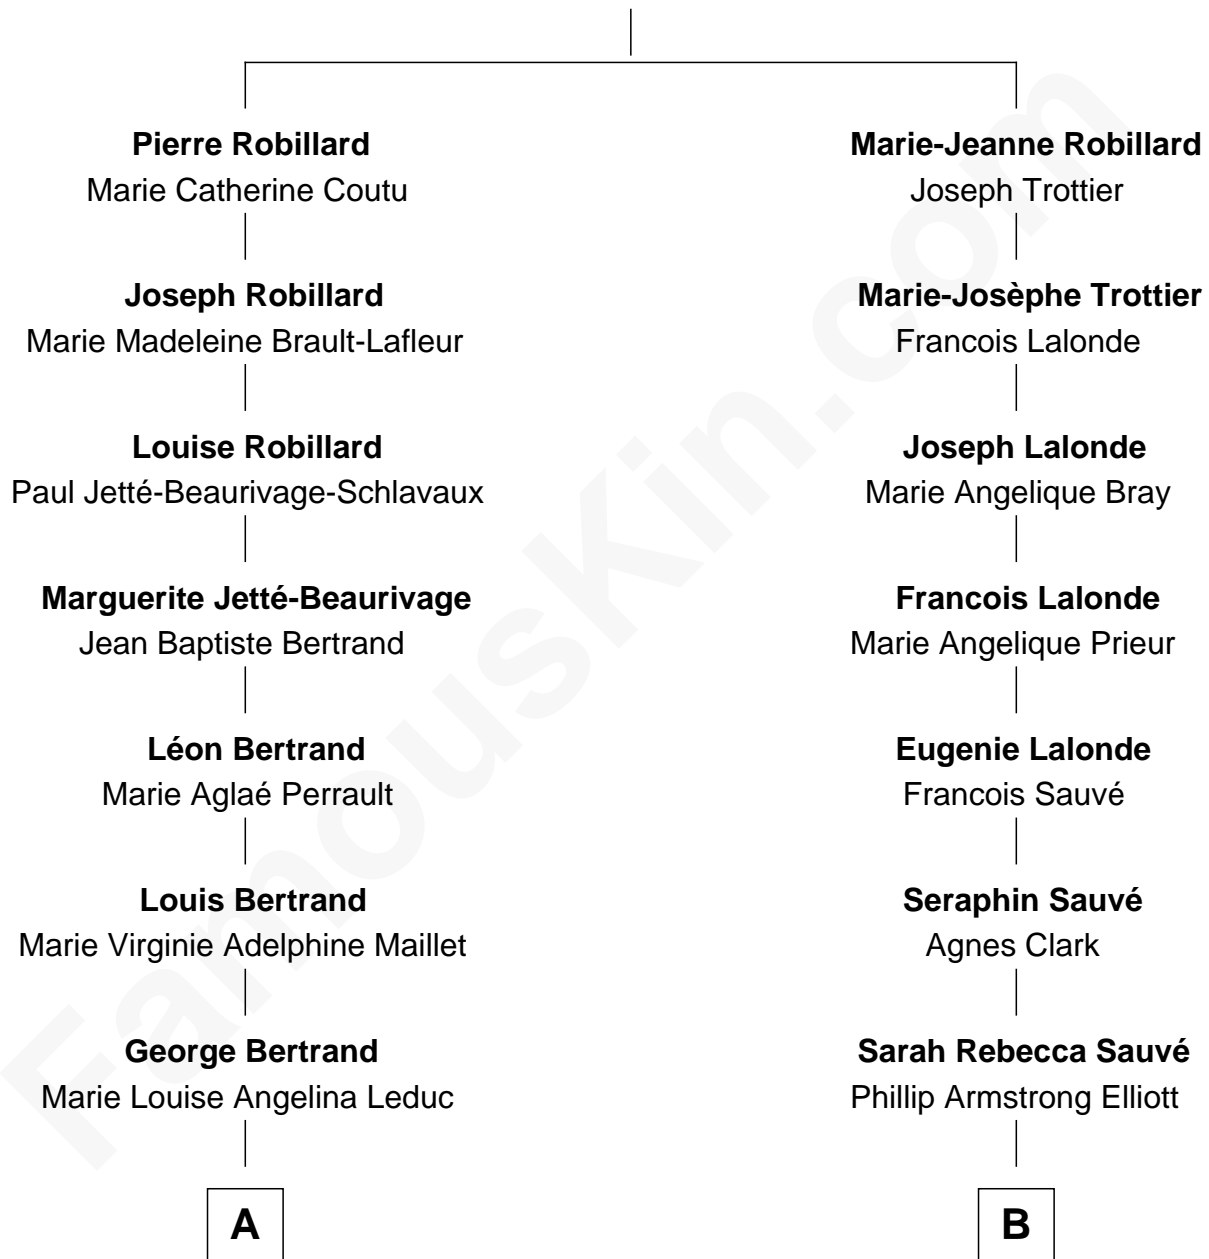 Pierre Robillard
Marie Catherine Coutu
Joseph Robillard
Marie Madeleine Brault-Lafleur
Louise Robillard
Paul Jetté-Beaurivage-Schlavaux
Marguerite Jetté-Beaurivage
Jean Baptiste Bertrand
Léon Bertrand
Marie Aglaé Perrault
Louis Bertrand
Marie Virginie Adelphine Maillet
George Bertrand
Marie Louise Angelina Leduc
A
Marie-Jeanne Robillard
Joseph Trottier
Marie-Josèphe Trottier
Francois Lalonde
Joseph Lalonde
Marie Angelique Bray
Francois Lalonde
Marie Angelique Prieur
Eugenie Lalonde
Francois Sauvé
Seraphin Sauvé
Agnes Clark
Sarah Rebecca Sauvé
Phillip Armstrong Elliott
B
FamousKin.com